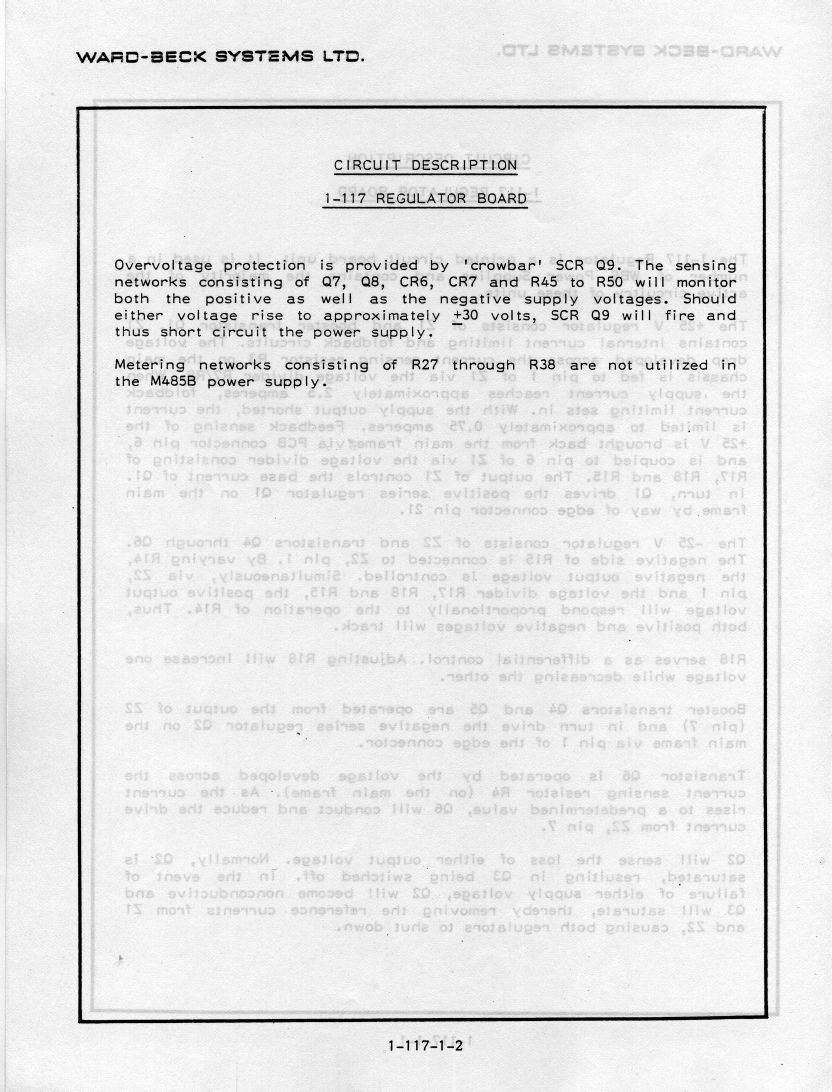 WARD-BECK SYSTEMS LTD.
CIRCUIT DESCRIPTION
1-117 REGULATOR BOARD
Overvoltage protection is provided by 'crowbar' SCR Q9. The sensing
networks consisting of Q7, Q8, CR6, CR7 and R45 to R50 will monitor
both the positive as well as the negative supply voltages. Should
either voltage rise to approximately ±30 volts, SCR Q9 will fire and
thus short circuit the power supply.
Metering networks consisting of R27 through R38 are not utilized in
the M485B power supply.
1-117-1-2